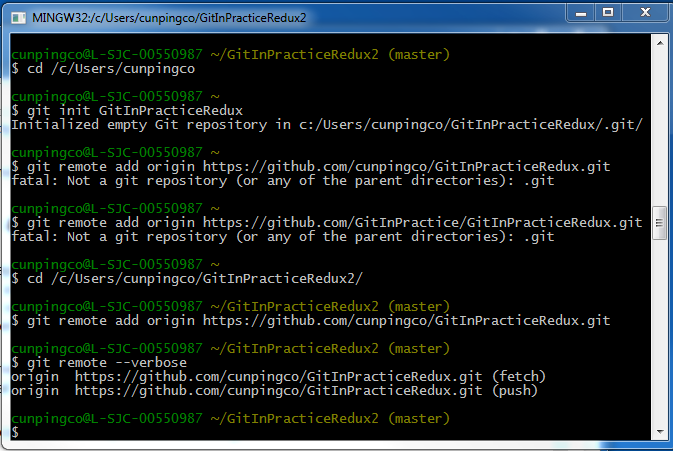 MINGW32:/c/Users/cunpingco/GitInPracticeRedux2
cunpingco@L-SJC-00550987 ~/GitInPracticeRedux2 (master)
$ cd /c/Users/cunpingco
cunpingco@L-SJC-00550987 ~
$ git init GitInPracticeRedux
Initialized empty Git repository in c:/Users/cunpingco/GitInPracticeRedux/.git/
cunpingco@L-SJC-00550987 ~
$ git remote add origin https://github.com/cunpingco/GitInPracticeRedux.git
fatal: Not a git repository (or any of the parent directories): .git
cunpingco@L-SJC-00550987 ~
$ git remote add origin https://github.com/GitInPractice/GitInPracticeRedux.git
fatal: Not a git repository (or any of the parent directories): .git
cunpingco@L-SJC-00550987 ~
$ cd /c/Users/cunpingco/GitInPracticeRedux2/
cunpingco@L-SJC-00550987 ~/GitInPracticeRedux2 (master)
$ git remote add origin https://github.com/cunpingco/GitInPracticeRedux.git
cunpingco@L-SJC-00550987 ~/GitInPracticeRedux2 (master)
$ git remote --verbose
origin  https://github.com/cunpingco/GitInPracticeRedux.git (fetch)
origin  https://github.com/cunpingco/GitInPracticeRedux.git (push)
cunpingco@L-SJC-00550987 ~/GitInPracticeRedux2 (master)
$